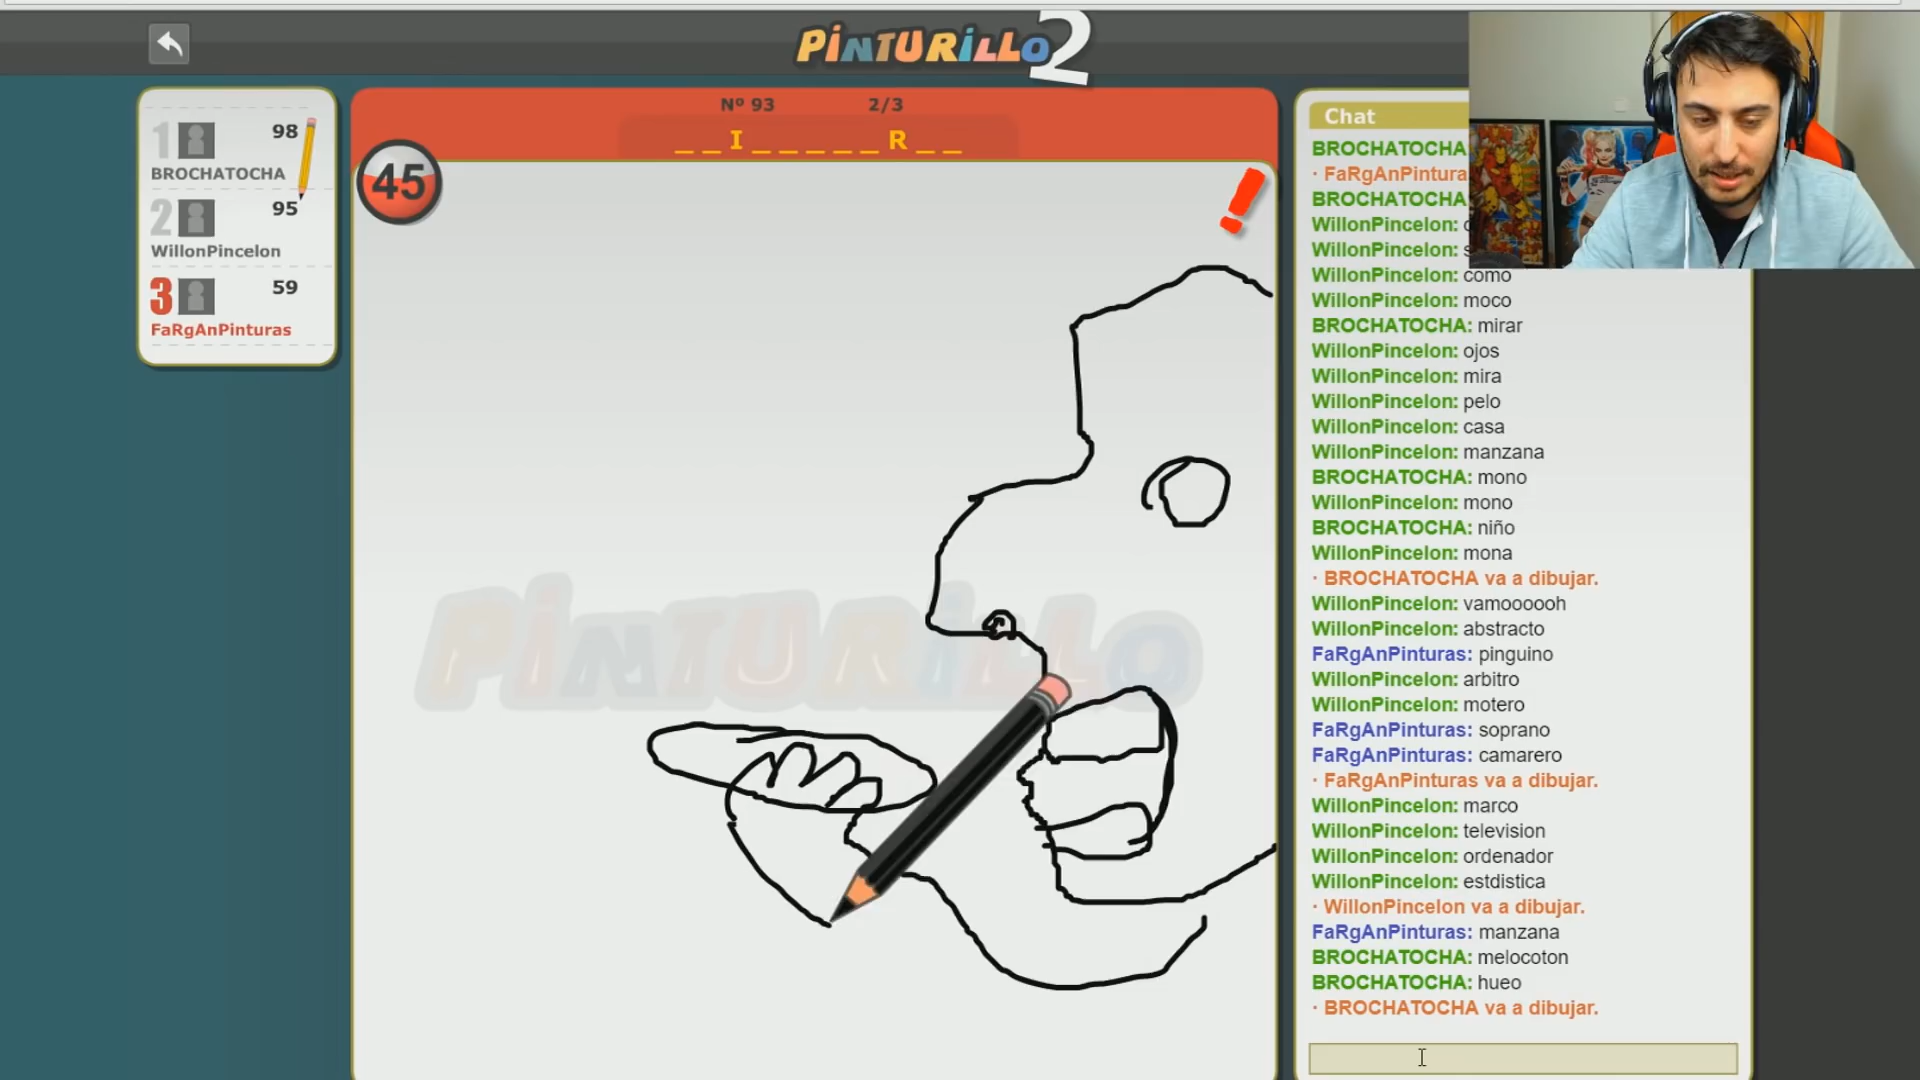 PiNTURiLLO 2
Nº 93 2/3
_ _ I _ _ _ _ _ R _ _
45
1 98
BROCHATOCHA
2 95
WillonPincelon
3 59
FaRgAnPinturas
PiNTURiLLO
Chat
BROCHATOCHA
· FaRgAnPintura
BROCHATOCHA:
WillonPincelon:
WillonPincelon:
WillonPincelon: como
WillonPincelon: moco
BROCHATOCHA: mirar
WillonPincelon: ojos
WillonPincelon: mira
WillonPincelon: pelo
WillonPincelon: casa
WillonPincelon: manzana
BROCHATOCHA: mono
WillonPincelon: mono
BROCHATOCHA: niño
WillonPincelon: mona
· BROCHATOCHA va a dibujar.
WillonPincelon: vamoooooh
WillonPincelon: abstracto
FaRgAnPinturas: pinguino
WillonPincelon: arbitro
WillonPincelon: motero
FaRgAnPinturas: soprano
FaRgAnPinturas: camarero
· FaRgAnPinturas va a dibujar.
WillonPincelon: marco
WillonPincelon: television
WillonPincelon: ordenador
WillonPincelon: estdistica
· WillonPincelon va a dibujar.
FaRgAnPinturas: manzana
BROCHATOCHA: melocoton
BROCHATOCHA: hueo
· BROCHATOCHA va a dibujar.